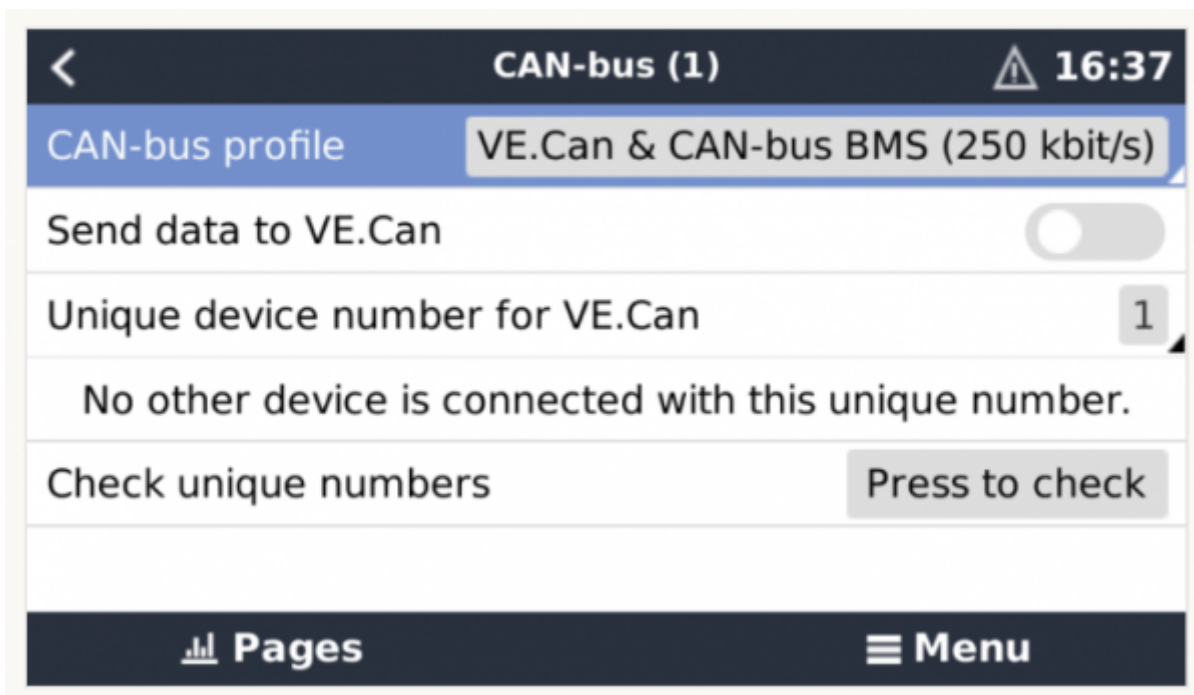 CAN-bus (1) 16:37
CAN-bus profile VE.Can & CAN-bus BMS (250 kbit/s)
Send data to VE.Can
Unique device number for VE.Can 1
No other device is connected with this unique number.
Check unique numbers Press to check
Pages Menu